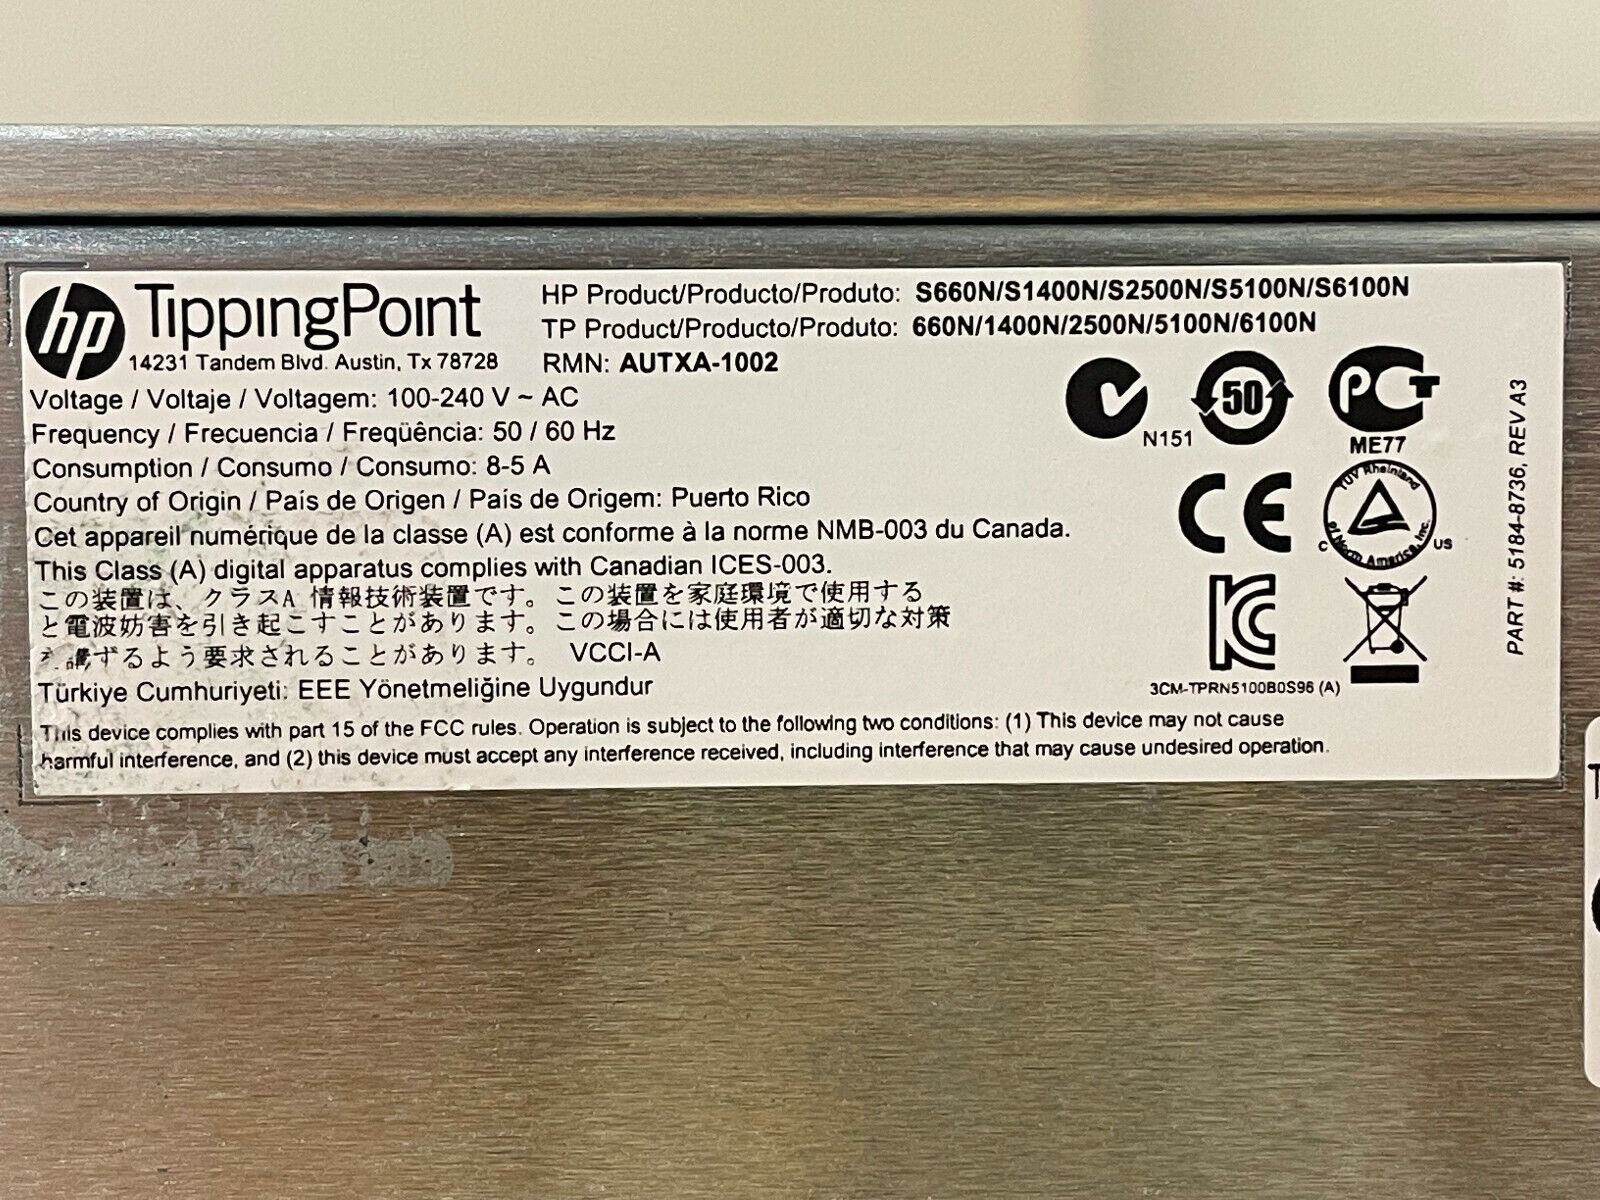 hp TippingPoint
14231 Tandem Blvd. Austin, Tx 78728
HP Product/Producto/Produto: S660N/S1400N/S2500N/S5100N/S6100N
TP Product/Producto/Produto: 660N/1400N/2500N/5100N/6100N
RMN: AUTXA-1002
Voltage / Voltaje / Voltagem: 100-240 V ~ AC
Frequency / Frecuencia / Freqüência: 50 / 60 Hz
Consumption / Consumo / Consumo: 8-5 A
Country of Origin / País de Origen / País de Origem: Puerto Rico
Cet appareil numérique de la classe (A) est conforme à la norme NMB-003 du Canada.
This Class (A) digital apparatus complies with Canadian ICES-003.
この装置は、クラスA 情報技術装置です。この装置を家庭環境で使用する
と電波妨害を引き起こすことがあります。この場合には使用者が適切な対策
ずるよう要求されることがあります。 VCCI-A
Türkiye Cumhuriyeti: EEE Yönetmeliğine Uygundur
This device complies with part 15 of the FCC rules. Operation is subject to the following two conditions: (1) This device may not cause
harmful interference, and (2) this device must accept any interference received, including interference that may cause undesired operation.
N151
50
PCT
ME77
CE
TUV Rheinland
of North America, Inc.
C US
KC
3CM-TPRN5100B0S96 (A)
PART #: 5184-8736, REV A3